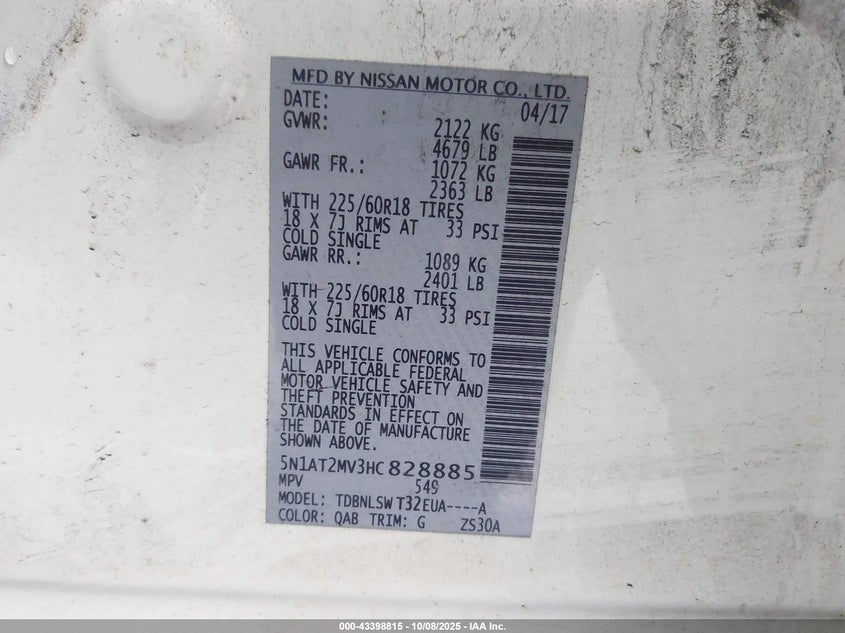 MFD BY NISSAN MOTOR CO., LTD.
DATE: 04/17
GVWR: 2122 KG
4679 LB
GAWR FR.: 1072 KG
2363 LB
WITH 225/60R18 TIRES
18 X 7J RIMS AT 33 PSI
COLD SINGLE
GAWR RR.: 1089 KG
2401 LB
WITH 225/60R18 TIRES
18 X 7J RIMS AT 33 PSI
COLD SINGLE
THIS VEHICLE CONFORMS TO
ALL APPLICABLE FEDERAL
MOTOR VEHICLE SAFETY AND
THEFT PREVENTION
STANDARDS IN EFFECT ON
THE DATE OF MANUFACTURE
SHOWN ABOVE.
5N1AT2MV3HC828885
MPV 549
MODEL: TDBNLSW T32EUA----A
COLOR: QAB TRIM: G ZS30A
000-43398815 - 10/08/2025 - IAA Inc.